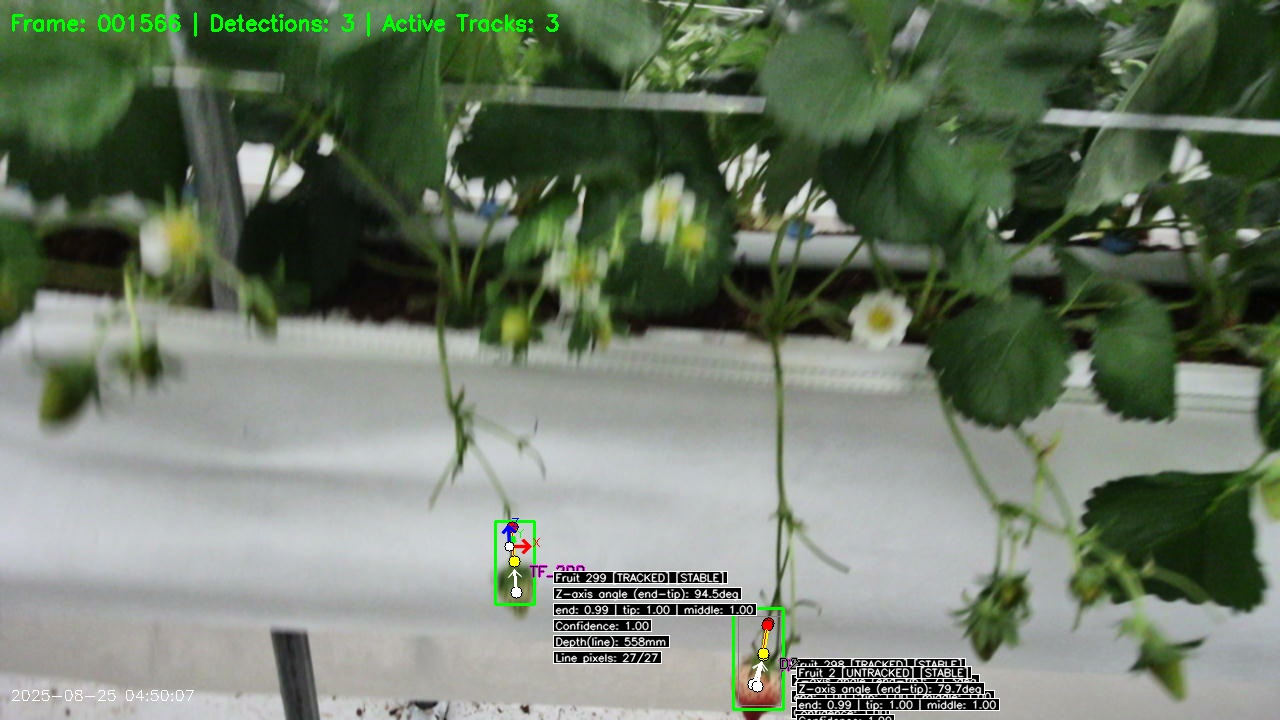 Frame: 001566 | Detections: 3 | Active Tracks: 3
Z
X
Fruit 299 [TRACKED] [STABLE]
Z-axis angle (end-tip): 94.5deg
end: 0.99 | tip: 1.00 | middle: 1.00
Confidence: 1.00
Depth(line): 558mm
Line pixels: 27/27
Fruit 298 [TRACKED] [STABLE]
Fruit 2 [UNTRACKED] [STABLE]
Z-axis angle (end-tip): 79.7deg
end: 0.99 | tip: 1.00 | middle: 1.00
2025-08-25 04:50:07